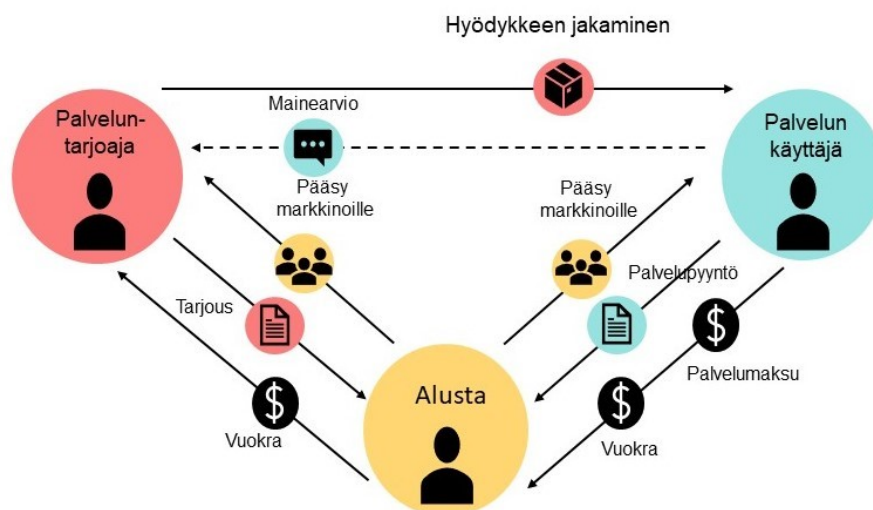 Hyödykkeen jakaminen
Mainearvio
Palvelun-
tarjoaja
Palvelun
käyttäjä
Pääsy
markkinoille
Pääsy
markkinoille
Palvelupyyntö
Tarjous
$
Palvelumaksu
Alusta
$
$
Vuokra
Vuokra